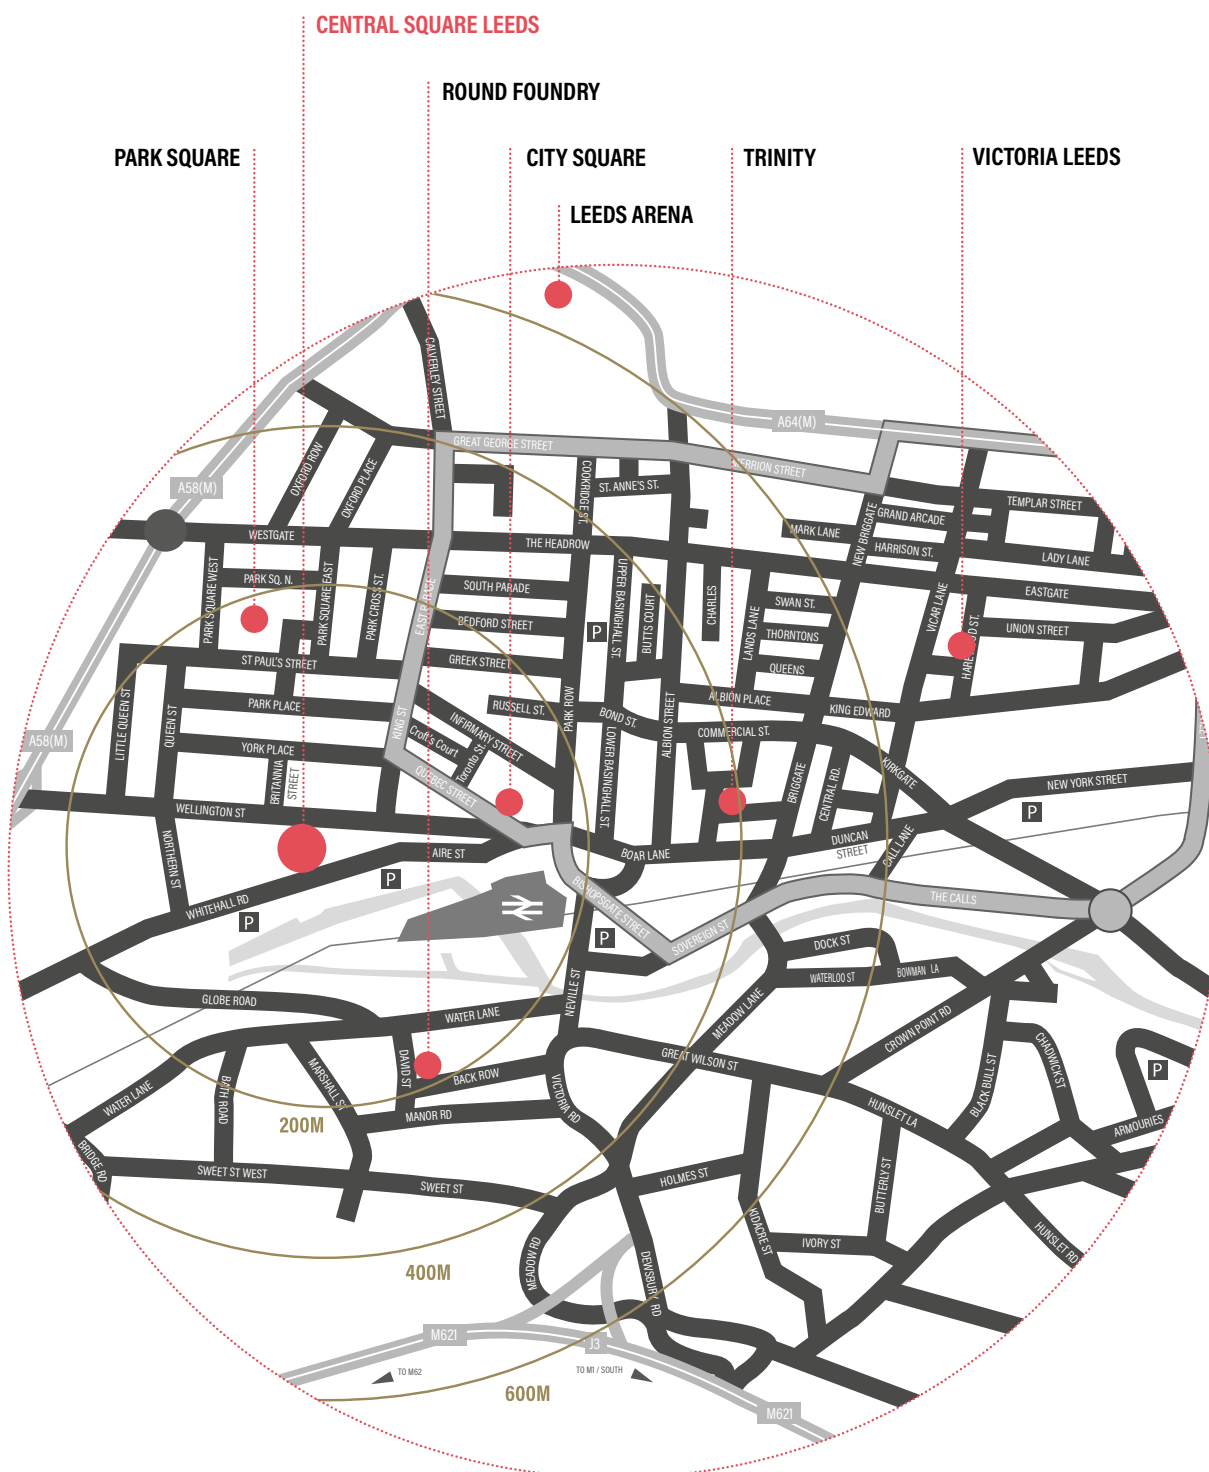 CENTRAL SQUARE LEEDS
ROUND FOUNDRY
PARK SQUARE
CITY SQUARE
TRINITY
VICTORIA LEEDS
LEEDS ARENA
CALVERLEY STREET
A64(M)
GREAT GEORGE STREET
MERRION STREET
OXFORD ROW
OXFORD PLACE
COOKRIDGE ST.
ST. ANNE'S ST.
A58(M)
TEMPLAR STREET
GRAND ARCADE
MARK LANE
NEW BRIGGATE
WESTGATE
THE HEADROW
HARRISON ST.
LADY LANE
PARK SQUARE WEST
PARK SQ. N.
PARK SQUARE EAST
PARK CROSS ST.
EAST PARADE
SOUTH PARADE
UPPER BASINGHALL ST.
BUTTS COURT
CHARLES
LANDS LANE
SWAN ST.
VICAR LANE
EASTGATE
BEDFORD STREET
P
THORNTONS
UNION STREET
HAREWOOD ST.
ST PAUL'S STREET
GREEK STREET
QUEENS
LITTLE QUEEN ST
QUEEN ST
PARK PLACE
KING ST
RUSSELL ST.
PARK ROW
BOND ST.
ALBION STREET
ALBION PLACE
KING EDWARD
A58(M)
INFIRMARY STREET
Croft's Court
Toronto St.
COMMERCIAL ST.
YORK PLACE
BRITANNIA
STREET
QUEBEC STREET
LOWER BASINGHALL ST.
BRIGGATE
CENTRAL RD.
KIRKGATE
NEW YORK STREET
P
WELLINGTON ST
NORTHERN ST
AIRE ST
BOAR LANE
DUNCAN
STREET
CALL LANE
P
WHITEHALL RD
P
BISHOPSGATE STREET
THE CALLS
P
SOVEREIGN ST
DOCK ST
WATERLOO ST
BOWMAN LA
GLOBE ROAD
WATER LANE
NEVILLE ST
MEADOW LANE
CROWN POINT RD
GREAT WILSON ST
DAVID ST
BACK ROW
MARSHALL ST
BATH ROAD
WATER LANE
VICTORIA RD
BLACK BULL ST
CHADWICK ST
P
MANOR RD
HUNSLET LA
ARMOURIES
200M
BRIDGE RD
SWEET ST WEST
SWEET ST
HOLMES ST
BUTTERLY ST
KIDACRE ST
IVORY ST
HUNSLET RD
MEADOW RD
DEWSBURY RD
400M
M621
J3
TO M62
TO M1 / SOUTH
600M
M621